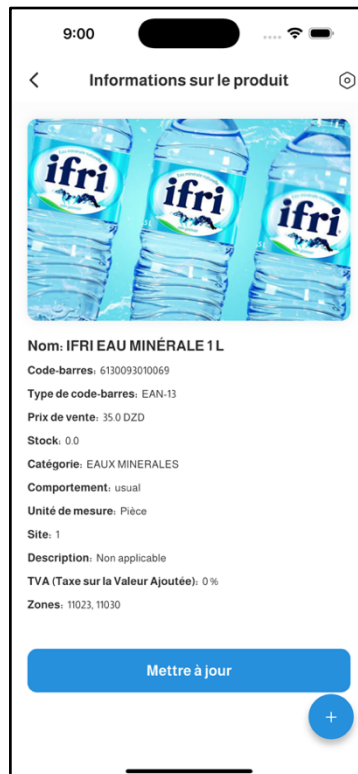 9:00
Informations sur le produit
ifri
ifri
ifri
Nom: IFRI EAU MINÉRALE 1 L
Code-barres: 6130093010069
Type de code-barres: EAN-13
Prix de vente: 35.0 DZD
Stock: 0.0
Catégorie: EAUX MINERALES
Comportement: usual
Unité de mesure: Pièce
Site: 1
Description: Non applicable
TVA (Taxe sur la Valeur Ajoutée): 0 %
Zones: 11023, 11030
Mettre à jour
+